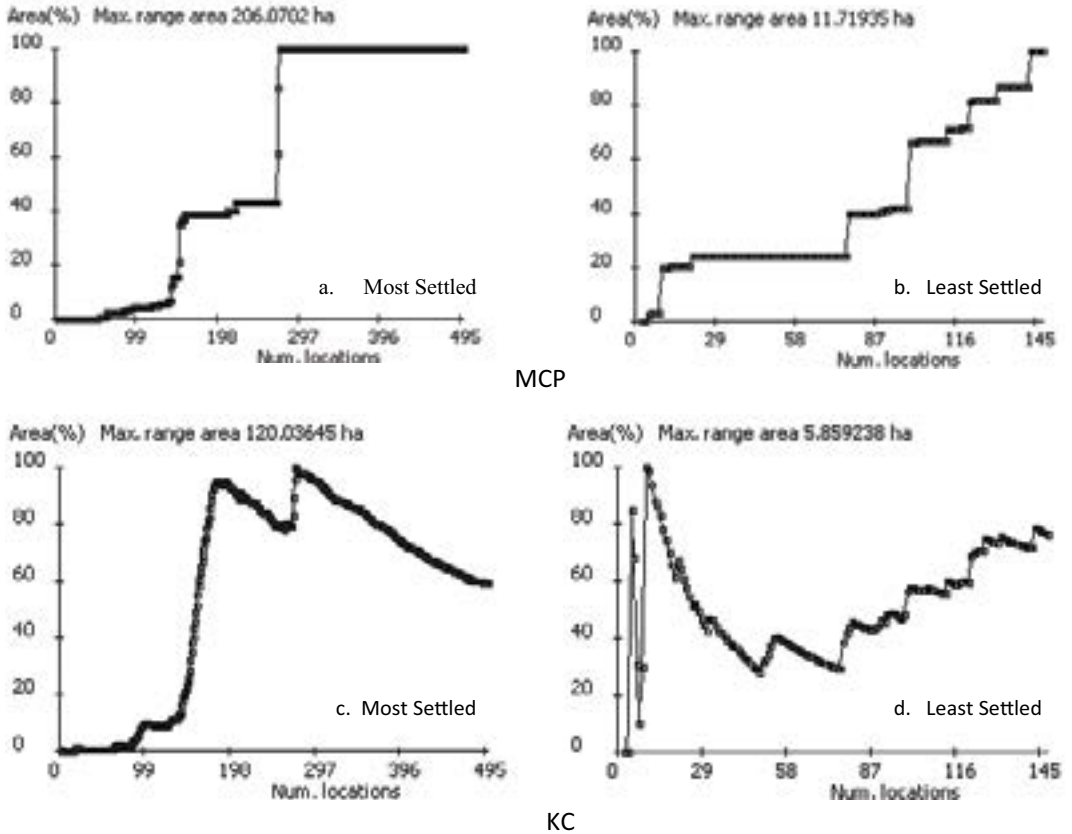 Area(%) Max. range area 206.0702 ha
100
80
60
40
20
0
a. Most Settled
0 99 198 297 396 495
Num. locations
Area(%) Max. range area 11.71935 ha
100
80
60
40
20
0
b. Least Settled
0 29 58 87 116 145
Num. locations
MCP
Area(%) Max. range area 120.03645 ha
100
80
60
40
20
0
c. Most Settled
0 99 190 297 396 495
Num. locations
Area(%) Max. range area 5.859238 ha
100
80
60
40
20
0
d. Least Settled
0 29 58 87 116 145
Num. locations
KC